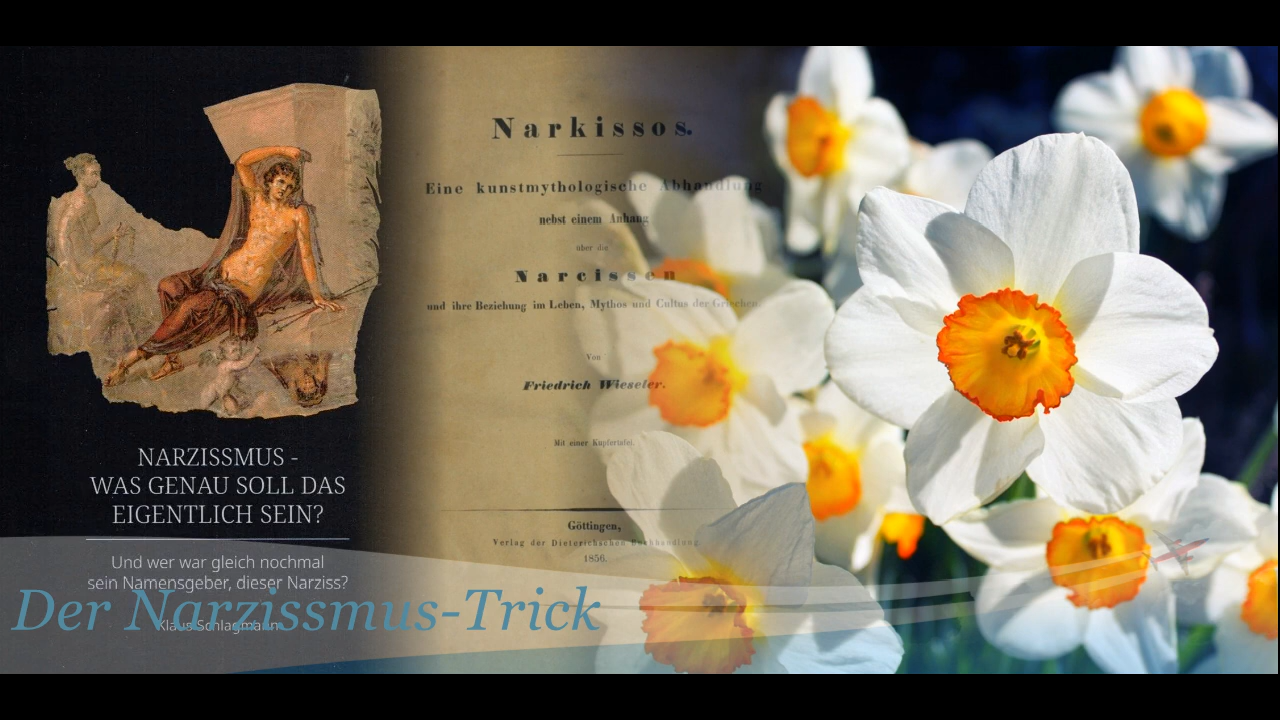 NARZISSMUS -
WAS GENAU SOLL DAS
EIGENTLICH SEIN?
Und wer war gleich nochmal
sein Namensgeber, dieser Narziss?
Klaus Schlagmann
Der Narzissmus-Trick
Narkissos.
Eine kunstmythologische Abhandlung
nebst einem Anhang
über die
Narcissen
und ihre Beziehung im Leben, Mythos und Cultus der Griechen.
Von
Friedrich Wieseler.
Mit einer Kupfertafel.
Göttingen,
Verlag der Dieterichschen Buchhandlung
1856.